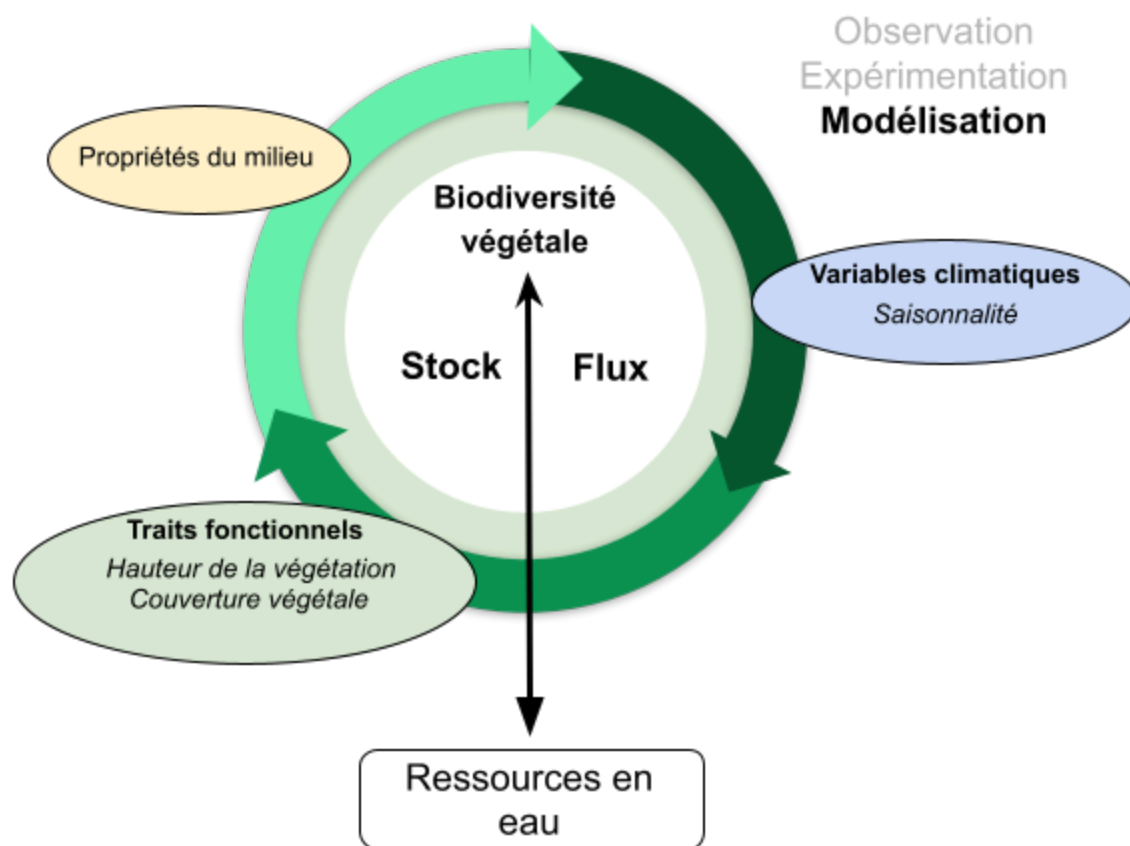 Observation
Expérimentation
Modélisation
Propriétés du milieu
Biodiversité
végétale
Variables climatiques
Saisonnalité
Stock
Flux
Traits fonctionnels
Hauteur de la végétation
Couverture végétale
Ressources en
eau